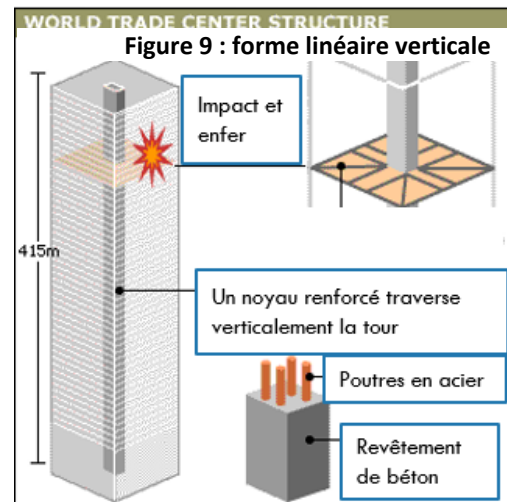 WORLD TRADE CENTER STRUCTURE
Figure 9 : forme linéaire verticale
Impact et
enfer
415m
Un noyau renforcé traverse
verticalement la tour
Poutres en acier
Revêtement
de béton